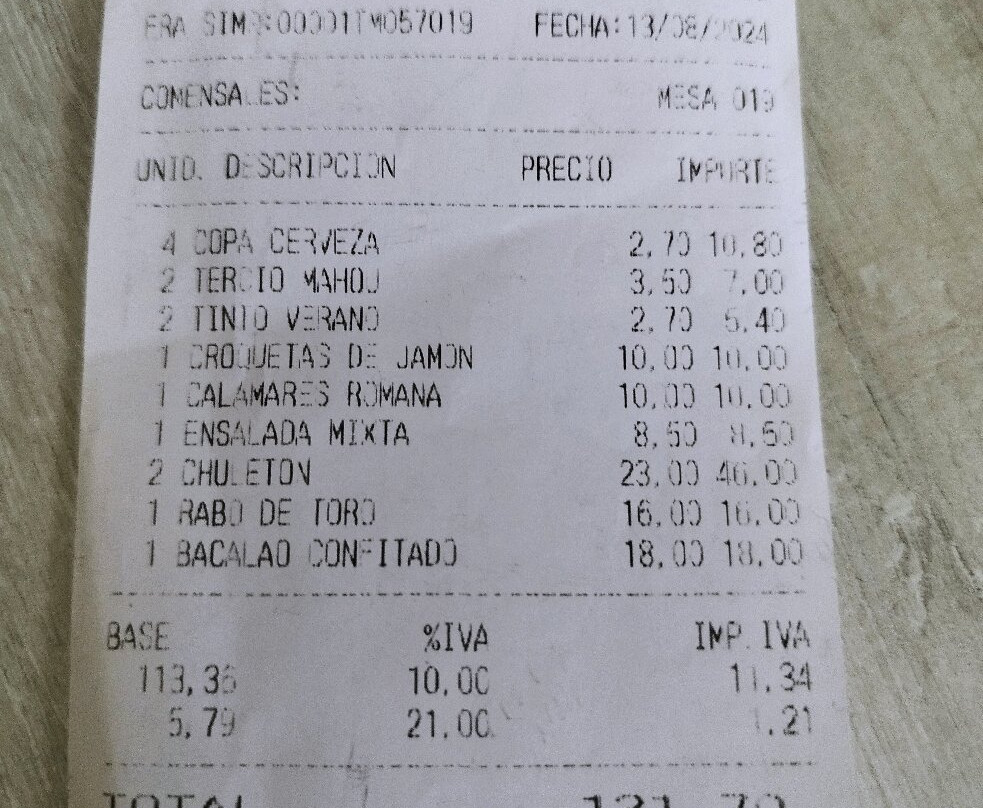 FRA SIMP:00001TM057019 FECHA:13/08/2024
COMENSALES: MESA 019
UNID. DESCRIPCION PRECIO IMPORTE
4 COPA CERVEZA 2,70 10,80
2 TERCIO MAHOU 3,50 7,00
2 TINTO VERANO 2,70 5,40
1 CROQUETAS DE JAMON 10,00 10,00
1 CALAMARES ROMANA 10,00 10,00
1 ENSALADA MIXTA 8,50 8,50
2 CHULETON 23,00 46,00
1 RABO DE TORO 16,00 16,00
1 BACALAO CONFITADO 18,00 18,00
BASE %IVA IMP. IVA
113,36 10,00 11,34
5,79 21,00 1,21
TOTAL 131,70